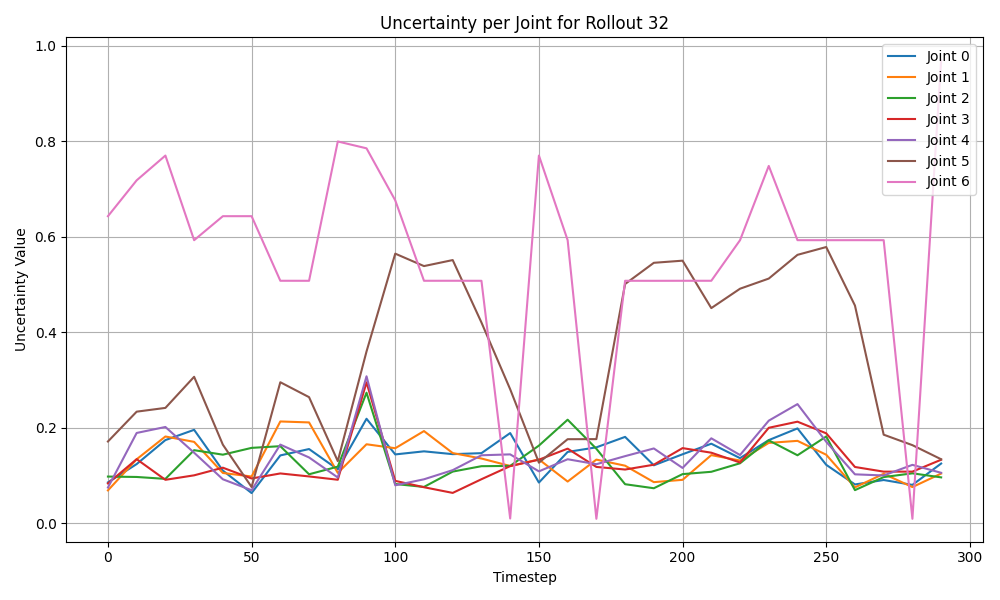 Uncertainty per Joint for Rollout 32
1.0
0.8
0.6
0.4
0.2
0.0
Uncertainty Value
0
50
100
150
200
250
300
Timestep
Joint 0
Joint 1
Joint 2
Joint 3
Joint 4
Joint 5
Joint 6